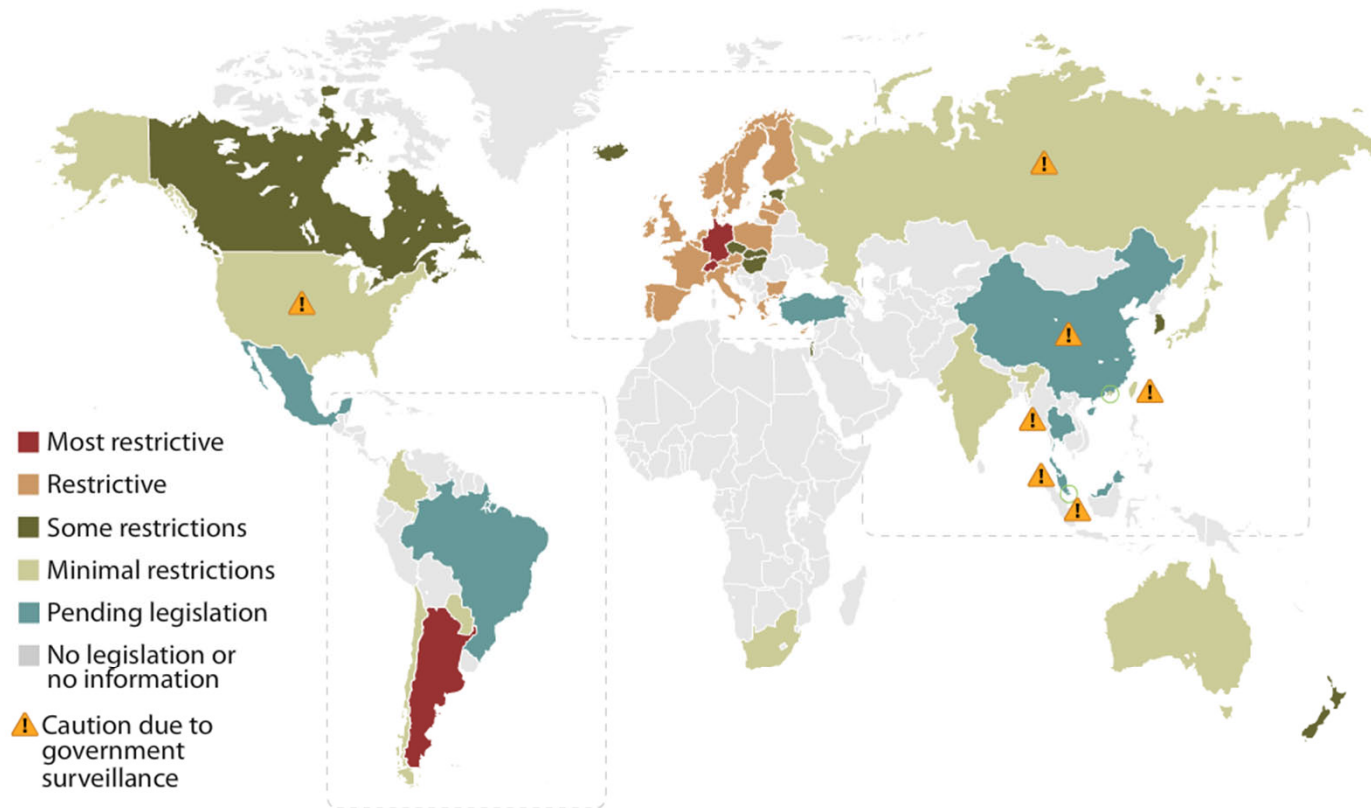 Most restrictive
Restrictive
Some restrictions
Minimal restrictions
Pending legislation
No legislation or
no information
Caution due to
government
surveillance